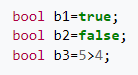 bool b1=true;
bool b2=false;
bool b3=5>4;